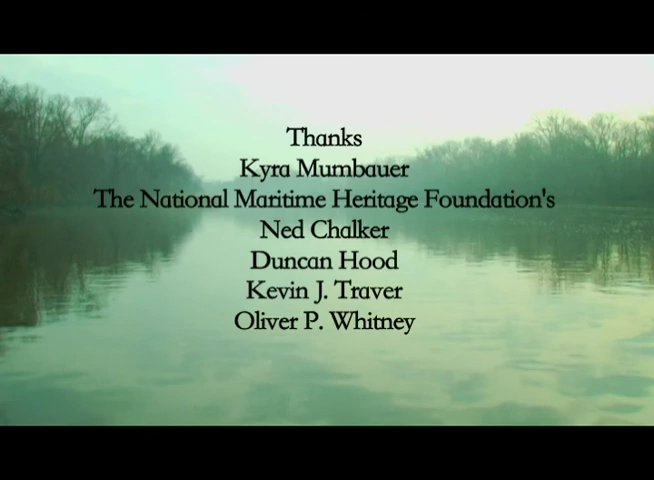 Thanks
Kyra Mumbauer
The National Maritime Heritage Foundation's
Ned Chalker
Duncan Hood
Kevin J. Traver
Oliver P. Whitney